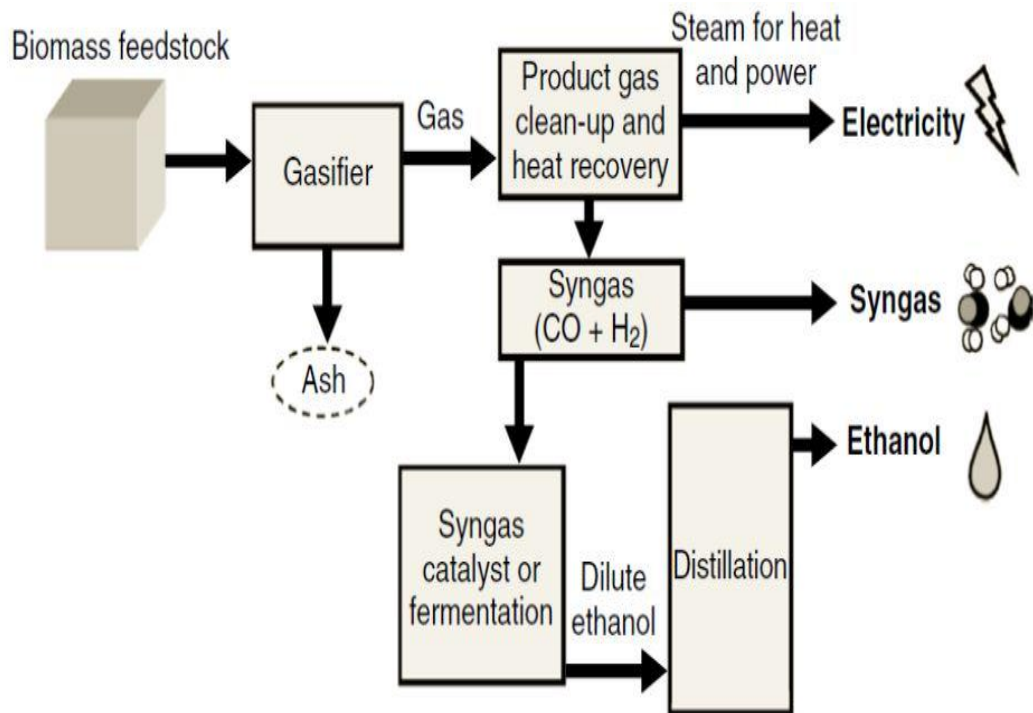 Biomass feedstock
Gasifier
Gas
Ash
Product gas
clean-up and
heat recovery
Steam for heat
and power
Electricity
Syngas
(CO + H₂)
Syngas
Syngas
catalyst or
fermentation
Dilute
ethanol
Distillation
Ethanol